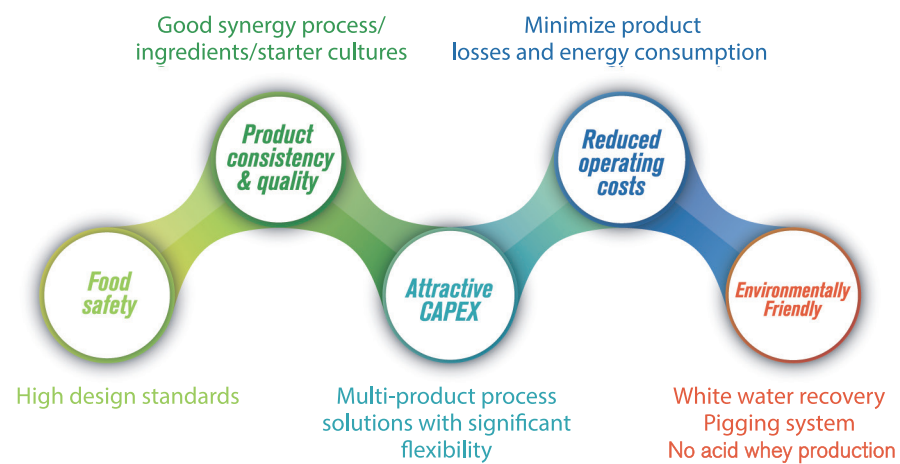 Good synergy process/
ingredients/starter cultures
Minimize product
losses and energy consumption
Product
consistency
& quality
Reduced
operating
costs
Food
safety
Attractive
CAPEX
Environmentally
Friendly
High design standards
Multi-product process
solutions with significant
flexibility
White water recovery
Pigging system
No acid whey production